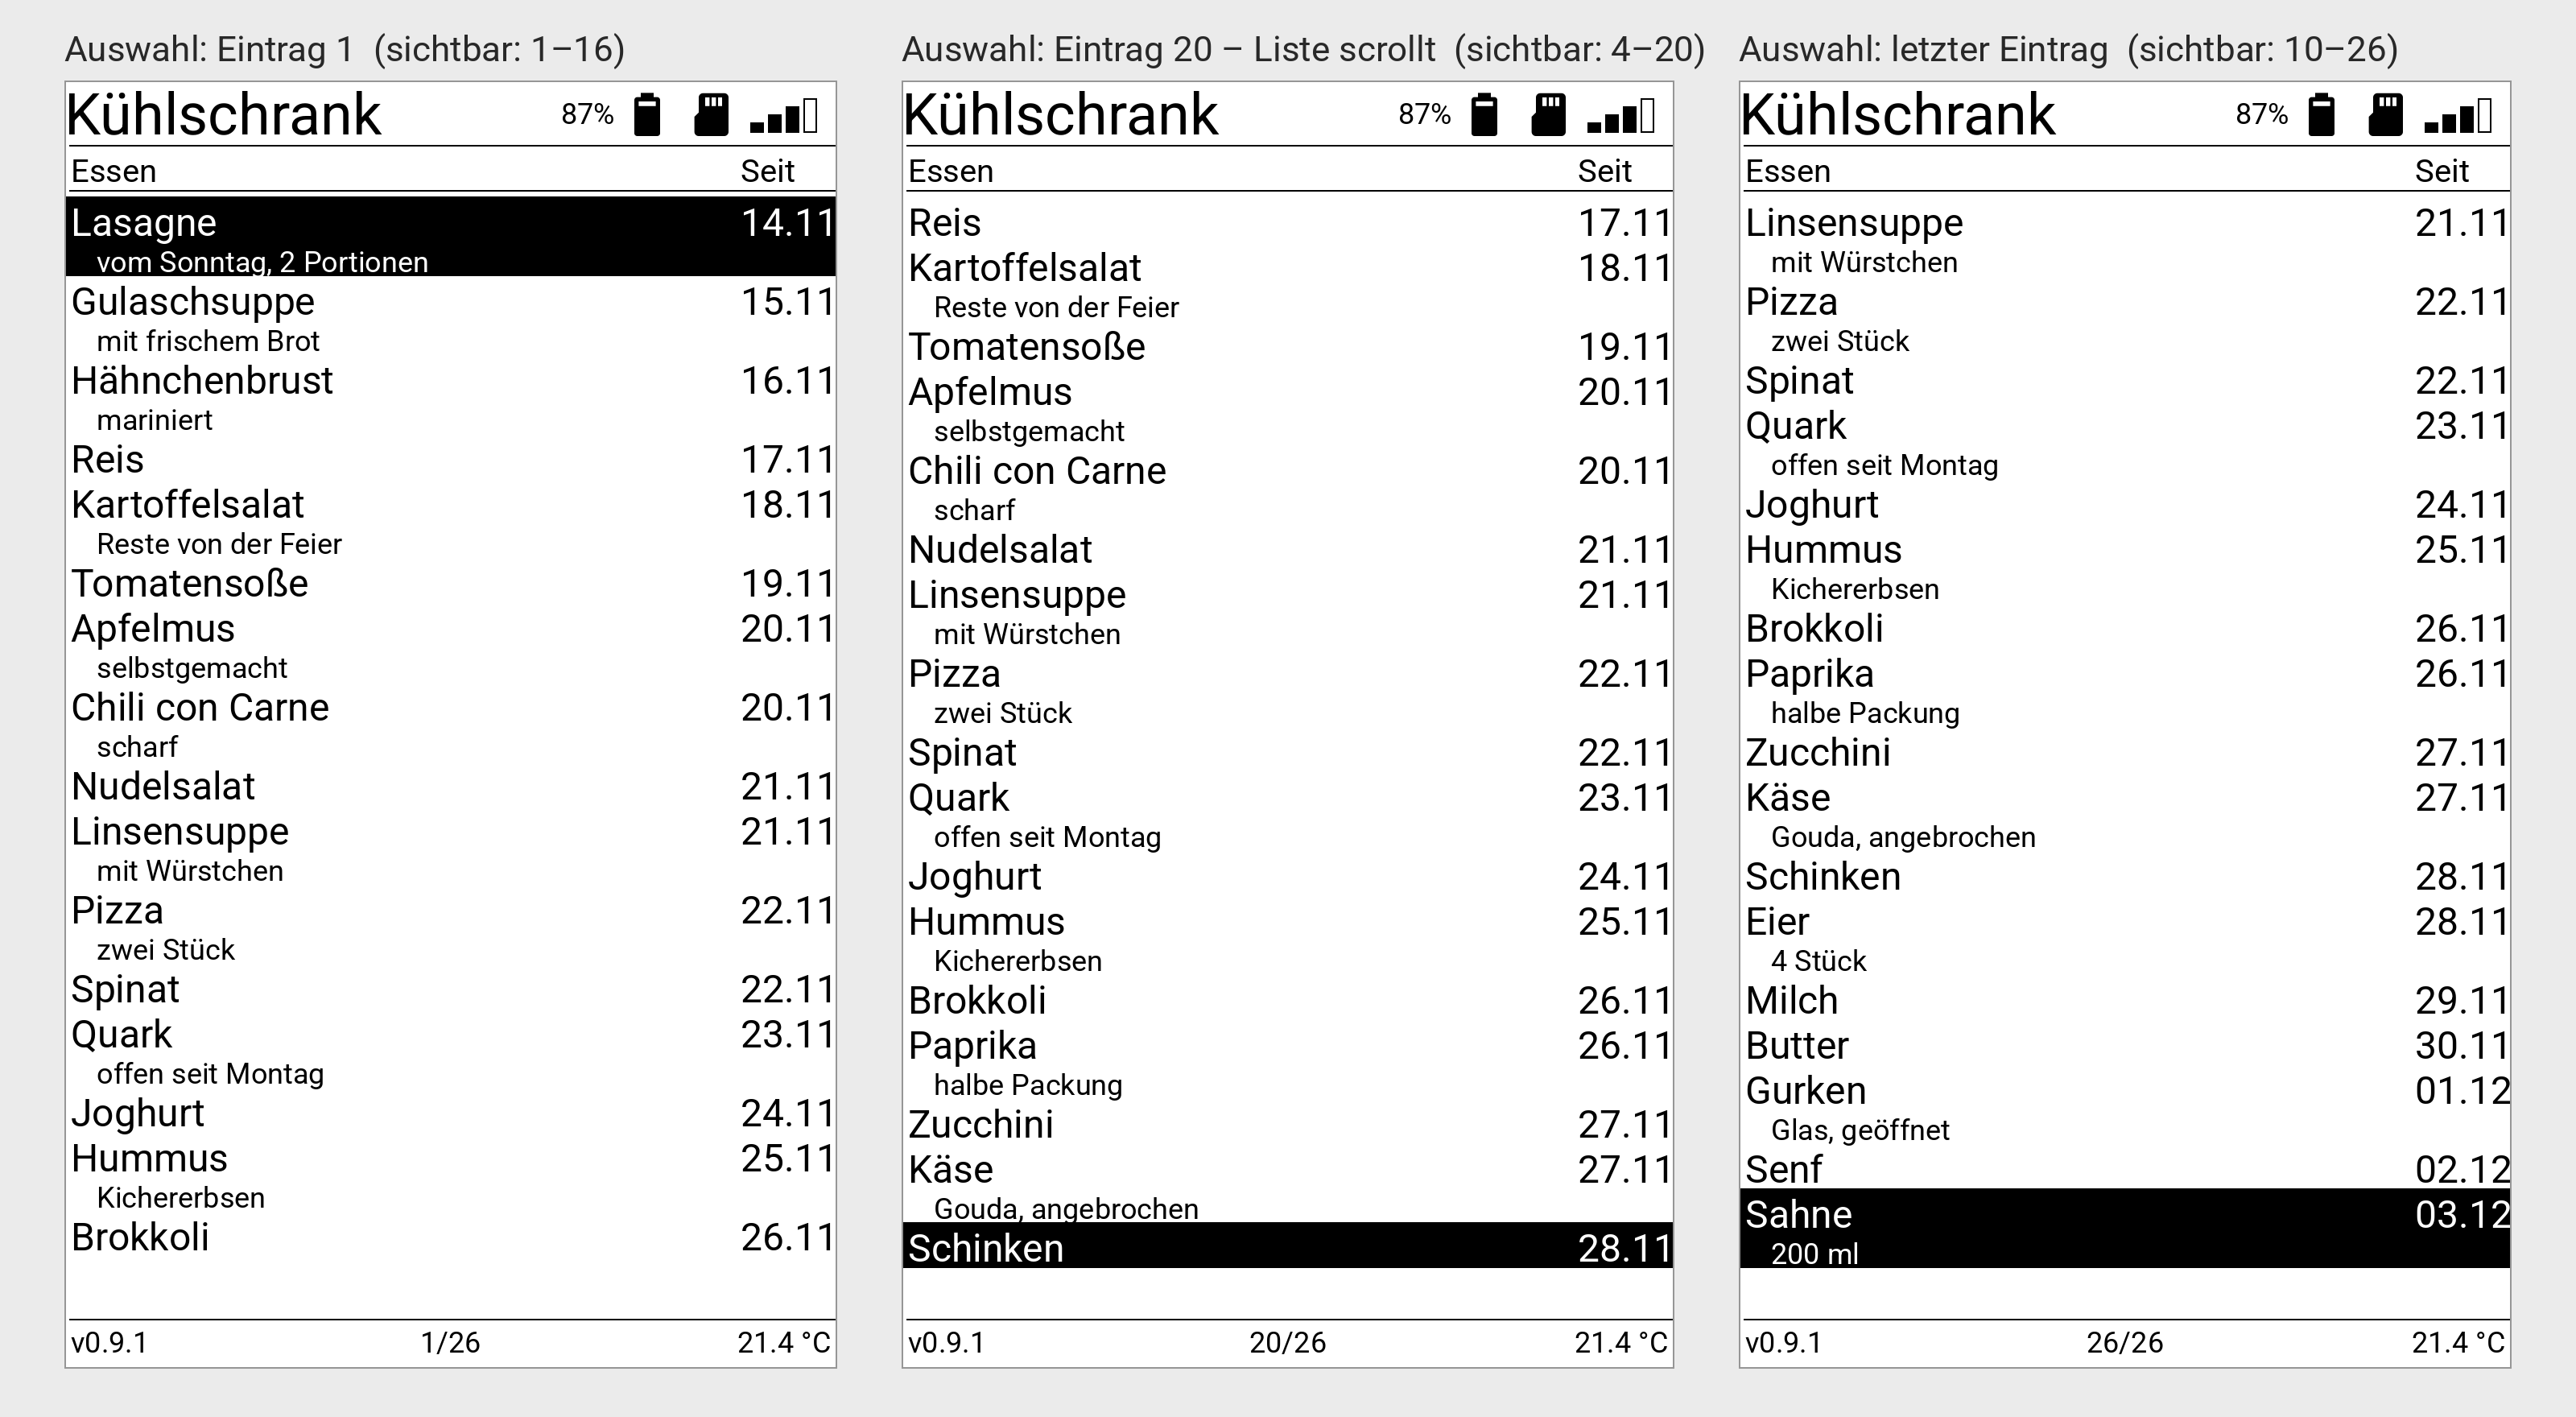 Auswahl: Eintrag 1 (sichtbar: 1–16)
Kühlschrank 87%
Essen Seit
Lasagne 14.11
vom Sonntag, 2 Portionen
Gulaschsuppe 15.11
mit frischem Brot
Hähnchenbrust 16.11
mariniert
Reis 17.11
Kartoffelsalat 18.11
Reste von der Feier
Tomatensoße 19.11
Apfelmus 20.11
selbstgemacht
Chili con Carne 20.11
scharf
Nudelsalat 21.11
Linsensuppe 21.11
mit Würstchen
Pizza 22.11
zwei Stück
Spinat 22.11
Quark 23.11
offen seit Montag
Joghurt 24.11
Hummus 25.11
Kichererbsen
Brokkoli 26.11
v0.9.1 1/26 21.4 °C
Auswahl: Eintrag 20 – Liste scrollt (sichtbar: 4–20)
Kühlschrank 87%
Essen Seit
Reis 17.11
Kartoffelsalat 18.11
Reste von der Feier
Tomatensoße 19.11
Apfelmus 20.11
selbstgemacht
Chili con Carne 20.11
scharf
Nudelsalat 21.11
Linsensuppe 21.11
mit Würstchen
Pizza 22.11
zwei Stück
Spinat 22.11
Quark 23.11
offen seit Montag
Joghurt 24.11
Hummus 25.11
Kichererbsen
Brokkoli 26.11
Paprika 26.11
halbe Packung
Zucchini 27.11
Käse 27.11
Gouda, angebrochen
Schinken 28.11
v0.9.1 20/26 21.4 °C
Auswahl: letzter Eintrag (sichtbar: 10–26)
Kühlschrank 87%
Essen Seit
Linsensuppe 21.11
mit Würstchen
Pizza 22.11
zwei Stück
Spinat 22.11
Quark 23.11
offen seit Montag
Joghurt 24.11
Hummus 25.11
Kichererbsen
Brokkoli 26.11
Paprika 26.11
halbe Packung
Zucchini 27.11
Käse 27.11
Gouda, angebrochen
Schinken 28.11
Eier 28.11
4 Stück
Milch 29.11
Butter 30.11
Gurken 01.12
Glas, geöffnet
Senf 02.12
Sahne 03.12
200 ml
v0.9.1 26/26 21.4 °C